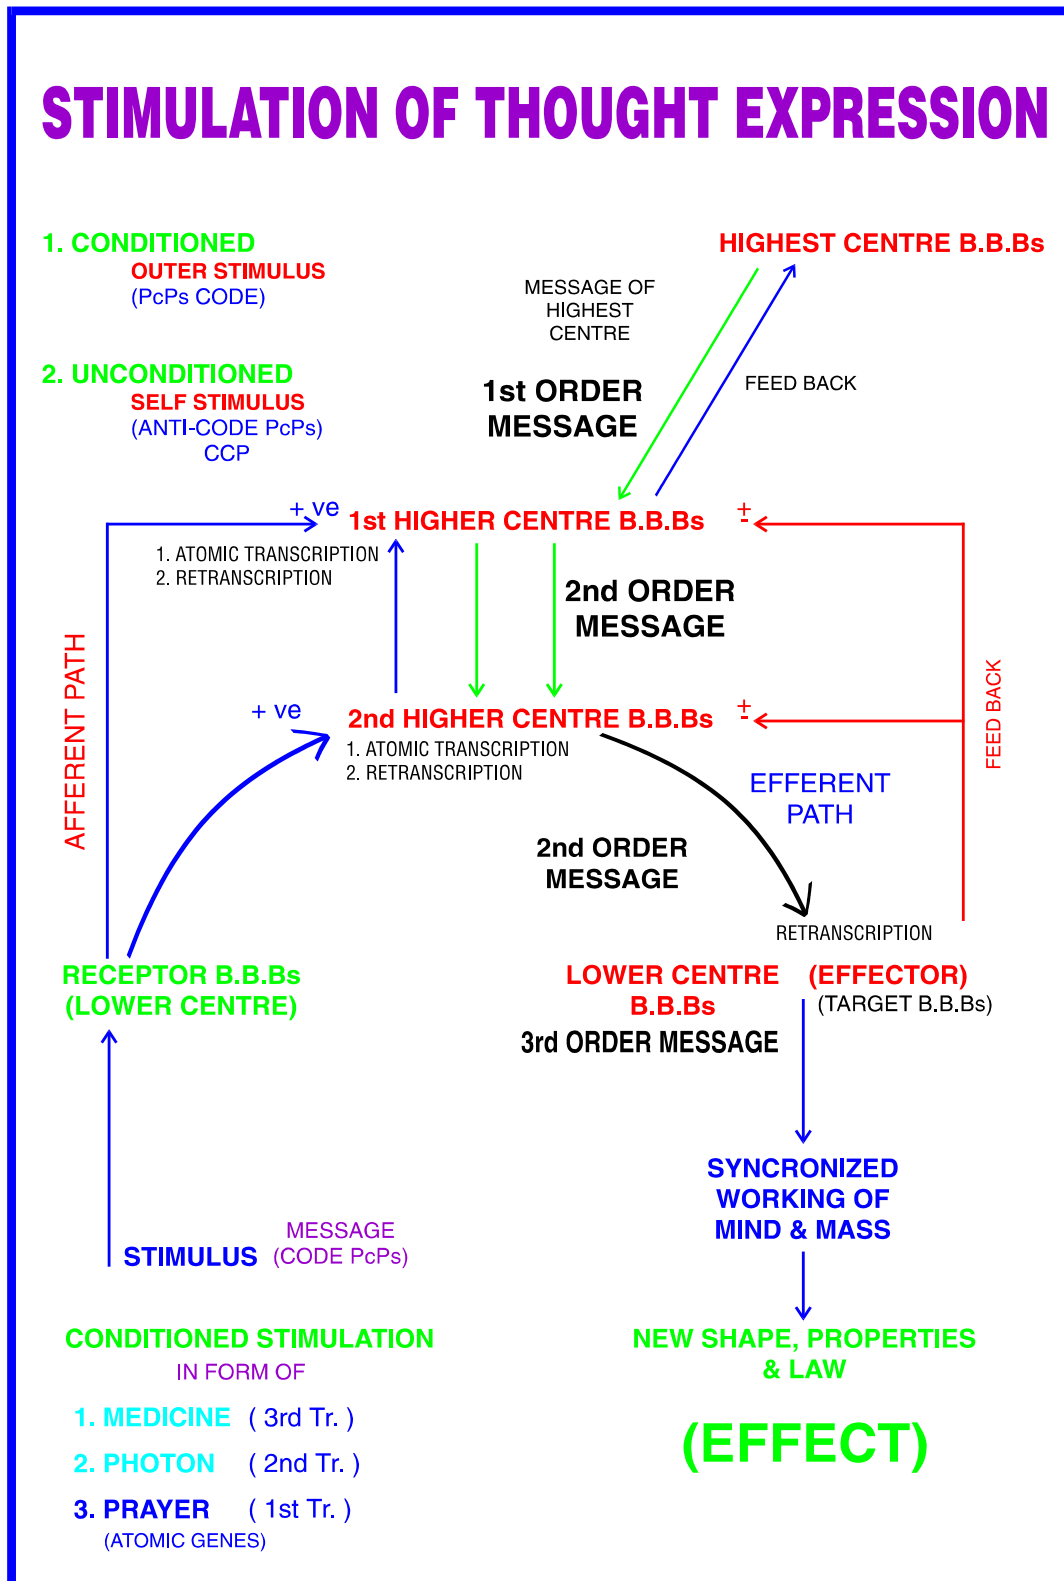 STIMULATION OF THOUGHT EXPRESSION
1. CONDITIONED
OUTER STIMULUS
(PcPs CODE)
2. UNCONDITIONED
SELF STIMULUS
(ANTI-CODE PcPs)
CCP
HIGHEST CENTRE B.B.Bs
MESSAGE OF
HIGHEST
CENTRE
1st ORDER
MESSAGE
FEED BACK
+ ve
1st HIGHER CENTRE B.B.Bs
+
-
1. ATOMIC TRANSCRIPTION
2. RETRANSCRIPTION
2nd ORDER
MESSAGE
AFFERENT PATH
FEED BACK
+ ve
2nd HIGHER CENTRE B.B.Bs
+
-
1. ATOMIC TRANSCRIPTION
2. RETRANSCRIPTION
EFFERENT
PATH
2nd ORDER
MESSAGE
RETRANSCRIPTION
RECEPTOR B.B.Bs
(LOWER CENTRE)
LOWER CENTRE (EFFECTOR)
B.B.Bs (TARGET B.B.Bs)
3rd ORDER MESSAGE
SYNCRONIZED
WORKING OF
MIND & MASS
STIMULUS
MESSAGE
(CODE PcPs)
CONDITIONED STIMULATION
IN FORM OF
1. MEDICINE ( 3rd Tr. )
2. PHOTON ( 2nd Tr. )
3. PRAYER ( 1st Tr. )
(ATOMIC GENES)
NEW SHAPE, PROPERTIES
& LAW
(EFFECT)